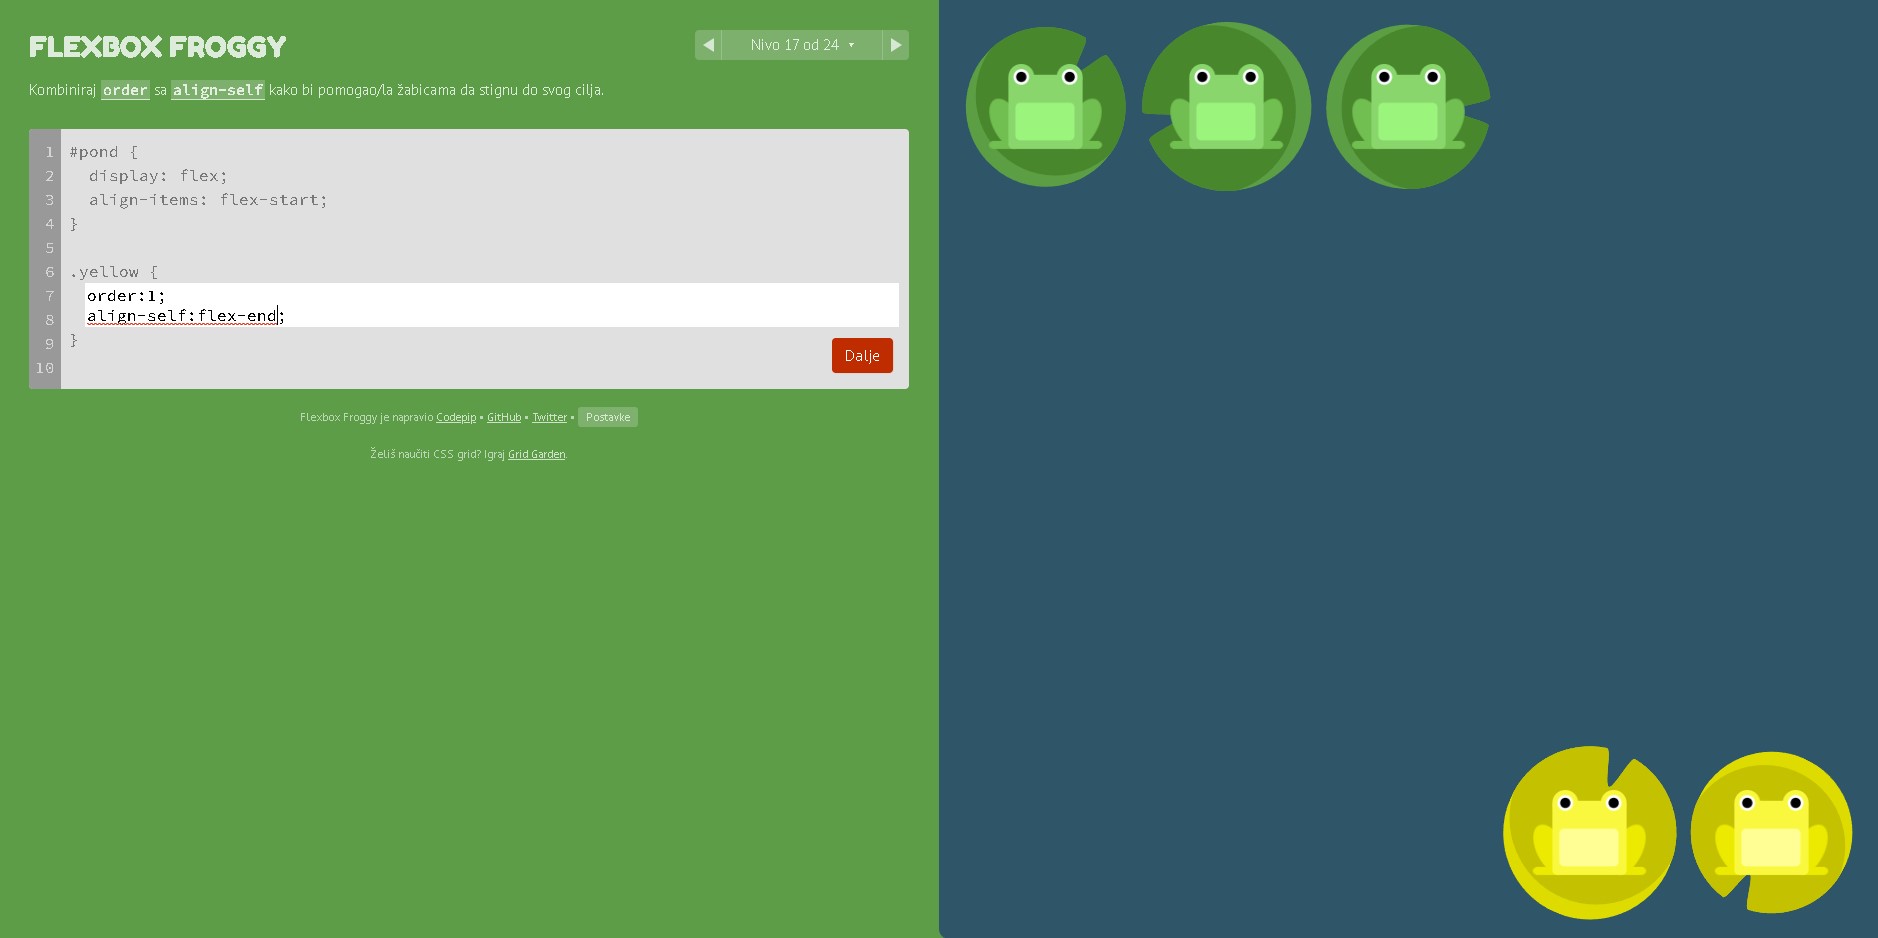 FLEXBOX FROGGY
Nivo 17 od 24
Kombiniraj order sa align-self kako bi pomogao/la žabicama da stignu do svog cilja.
1 #pond {
2 display: flex;
3 align-items: flex-start;
4 }
5
6 .yellow {
7 order:1;
8 align-self:flex-end;
9 }
10
Dalje
Flexbox Froggy je napravio Codepip • GitHub • Twitter • Postavke
Želiš naučiti CSS grid? Igraj Grid Garden.